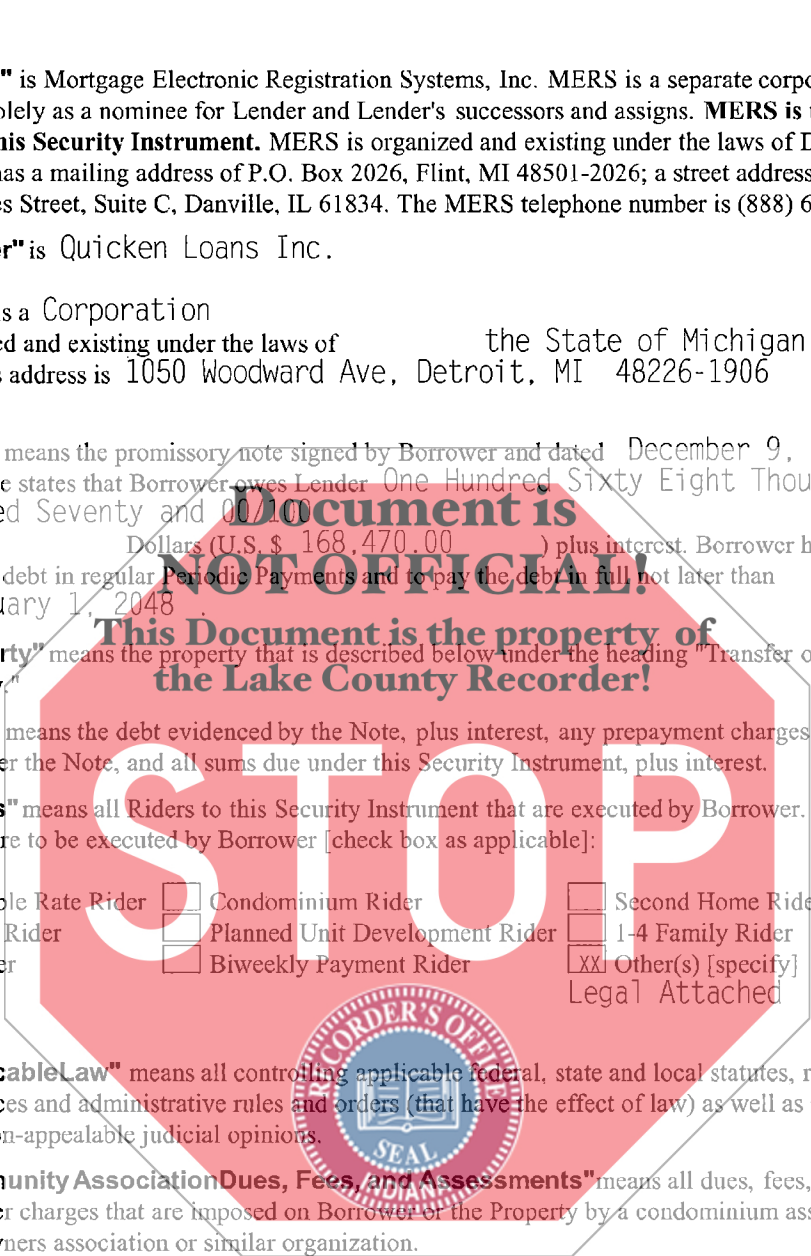 " is Mortgage Electronic Registration Systems, Inc. MERS is a separate corpo
olely as a nominee for Lender and Lender's successors and assigns. MERS is
his Security Instrument. MERS is organized and existing under the laws of D
has a mailing address of P.O. Box 2026, Flint, MI 48501-2026; a street address
es Street, Suite C, Danville, IL 61834. The MERS telephone number is (888) 6
er" is Quicken Loans Inc.
is a Corporation
ed and existing under the laws of the State of Michigan
s address is 1050 Woodward Ave, Detroit, MI 48226-1906
means the promissory note signed by Borrower and dated December 9,
e states that Borrower owes Lender One Hundred Sixty Eight Thou
ed Seventy and 00/100
Document is
Dollars (U.S. $ 168,470.00 ) plus interest. Borrower h
NOT OFFICIAL!
debt in regular Periodic Payments and to pay the debt in full not later than
uary 1, 2048 .
This Document is the property of
rty" means the property that is described below under the heading "Transfer o
the Lake County Recorder!
y."
means the debt evidenced by the Note, plus interest, any prepayment charges
er the Note, and all sums due under this Security Instrument, plus interest.
STOP
s" means all Riders to this Security Instrument that are executed by Borrower.
re to be executed by Borrower [check box as applicable]:
ble Rate Rider Condominium Rider Second Home Ride
Rider Planned Unit Development Rider 1-4 Family Rider
er Biweekly Payment Rider XX Other(s) [specify]
Legal Attached
RECORDER'S OFFICE
SEAL
INDIANA
cableLaw" means all controlling applicable federal, state and local statutes, r
ces and administrative rules and orders (that have the effect of law) as well as
n-appealable judicial opinions.
unity Association Dues, Fees, and Assessments" means all dues, fees,
er charges that are imposed on Borrower or the Property by a condominium ass
ners association or similar organization.